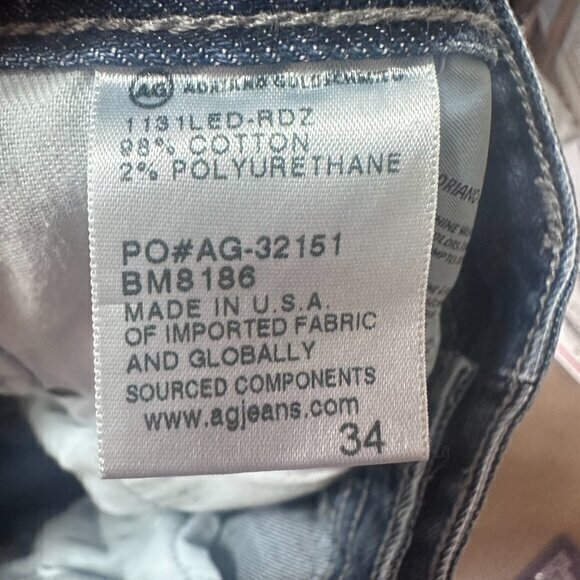 AG ADRIANO GOLDSCHMIED
1131LED-RDZ
98% COTTON
2% POLYURETHANE
PO#AG-32151
BM8186
MADE IN U.S.A.
OF IMPORTED FABRIC
AND GLOBALLY
SOURCED COMPONENTS
www.agjeans.com
34